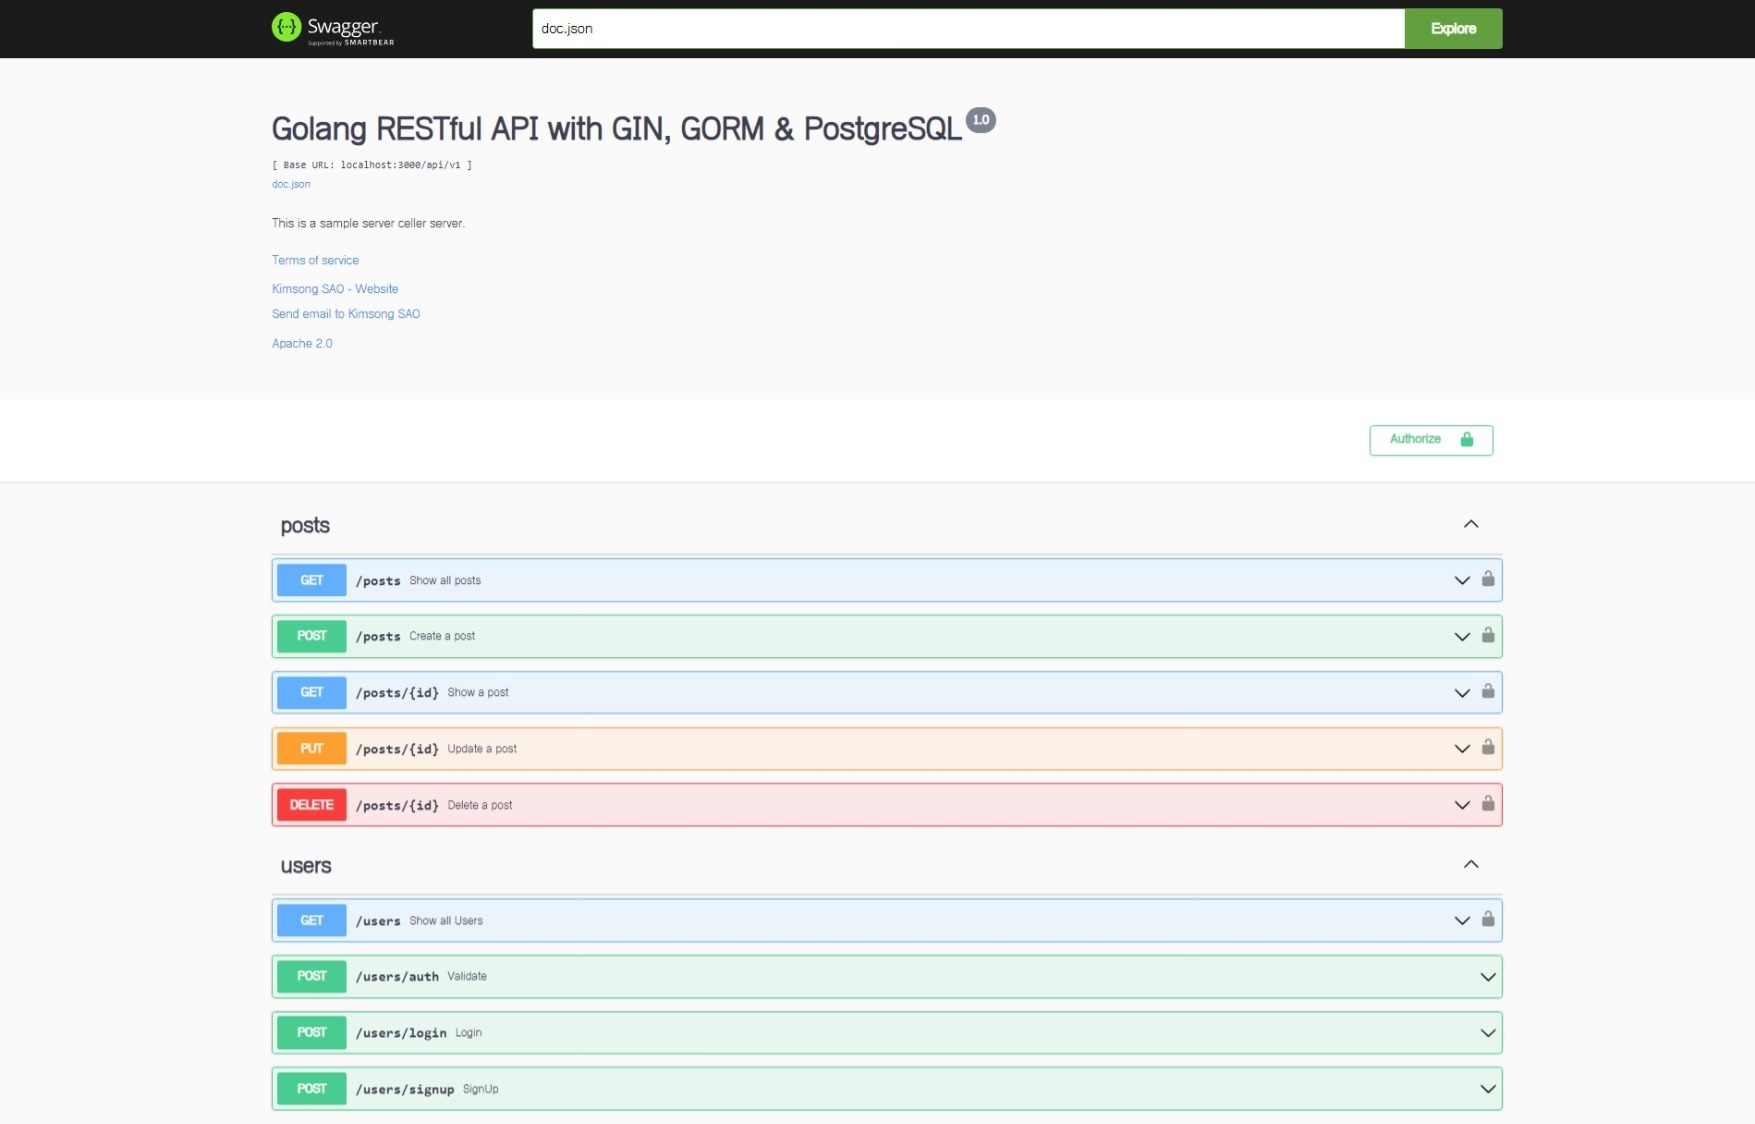 Swagger.
Supported by SMARTBEAR
doc.json
Explore
Golang RESTful API with GIN, GORM & PostgreSQL 1.0
[ Base URL: localhost:3000/api/v1 ]
doc.json
This is a sample server celler server.
Terms of service
Kimsong SAO - Website
Send email to Kimsong SAO
Apache 2.0
Authorize
posts
GET /posts Show all posts
POST /posts Create a post
GET /posts/{id} Show a post
PUT /posts/{id} Update a post
DELETE /posts/{id} Delete a post
users
GET /users Show all Users
POST /users/auth Validate
POST /users/login Login
POST /users/signup SignUp